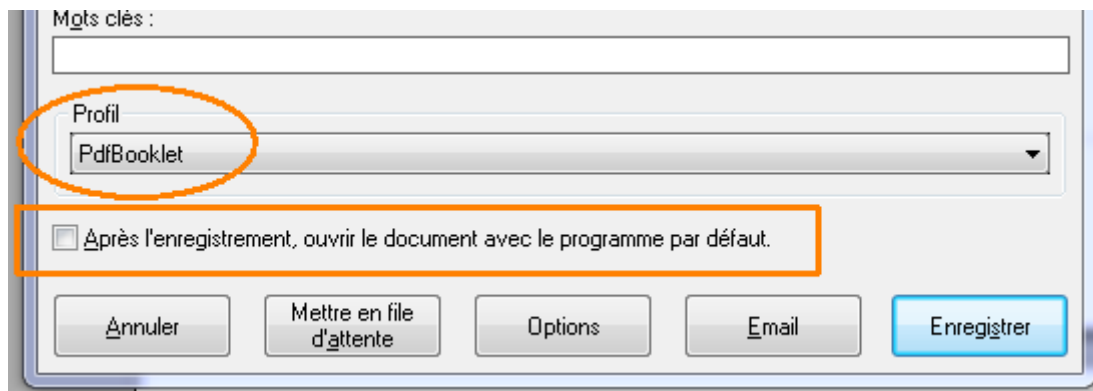 Mots clés :
Profil
PdfBooklet
Après l'enregistrement, ouvrir le document avec le programme par défaut.
Annuler
Mettre en file
d'attente
Options
Email
Enregistrer